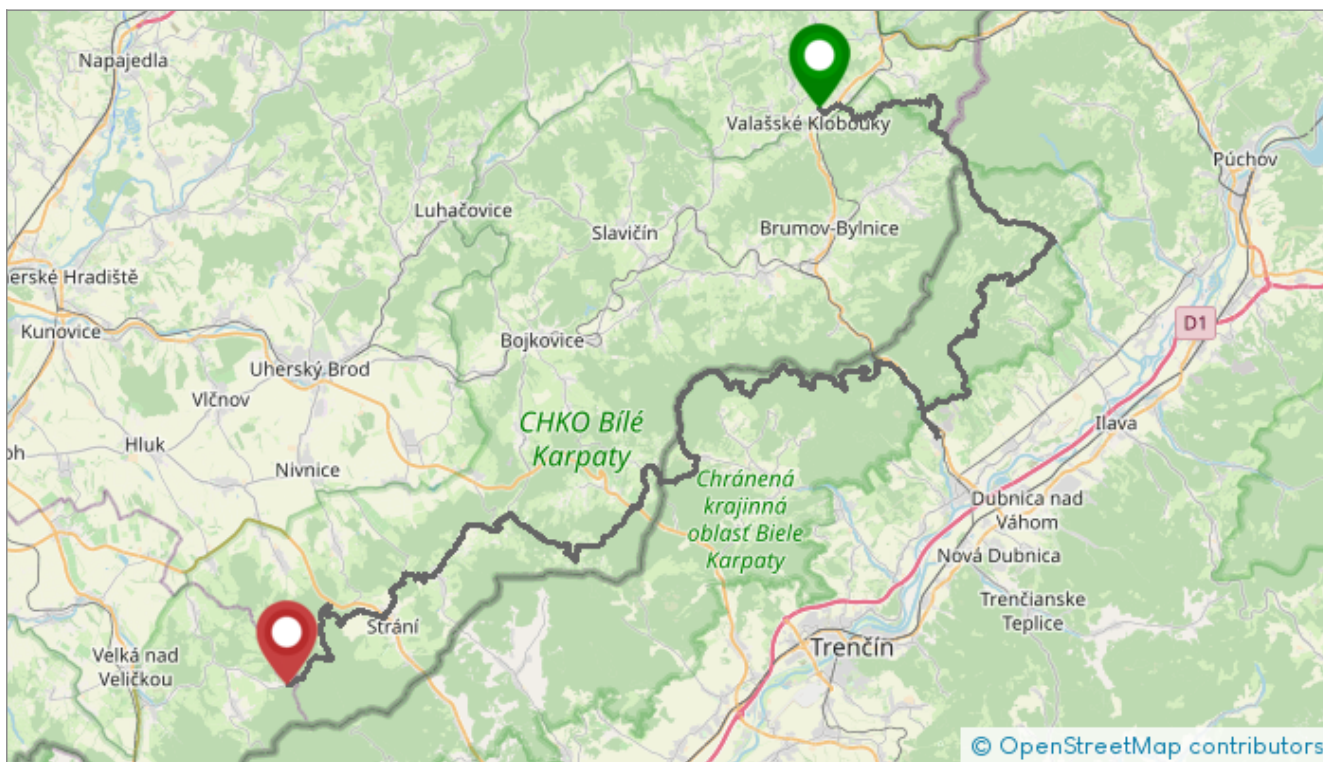 Napajedla
Valašské Klobouky
Púchov
Luhačovice
Slavičín
Brumov-Bylnice
erské Hradiště
Kunovice
D1
Bojkovice
Uherský Brod
Vlčnov
CHKO Bílé
Karpaty
Ilava
Hluk
oh
Nivnice
Chránená
krajinná
oblasť Biele
Karpaty
Dubnica nad
Váhom
Nová Dubnica
Trenčianske
Teplice
Strání
Trenčín
Velká nad
Veličkou
© OpenStreetMap contributors